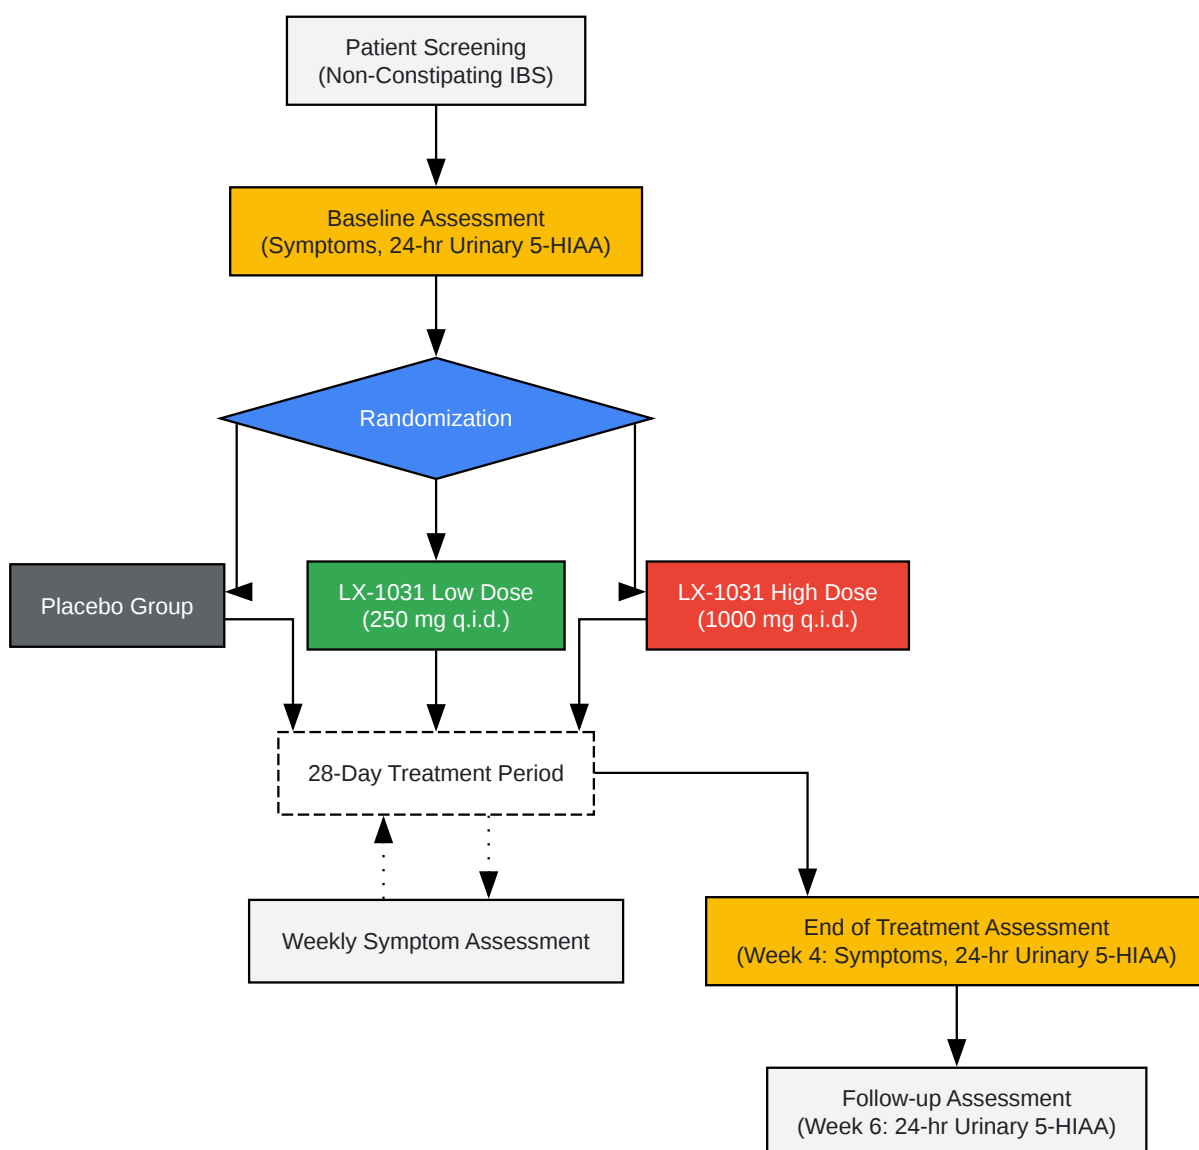 Patient Screening
(Non-Constipating IBS)
Baseline Assessment
(Symptoms, 24-hr Urinary 5-HIAA)
Randomization
Placebo Group
LX-1031 Low Dose
(250 mg q.i.d.)
LX-1031 High Dose
(1000 mg q.i.d.)
28-Day Treatment Period
Weekly Symptom Assessment
End of Treatment Assessment
(Week 4: Symptoms, 24-hr Urinary 5-HIAA)
Follow-up Assessment
(Week 6: 24-hr Urinary 5-HIAA)